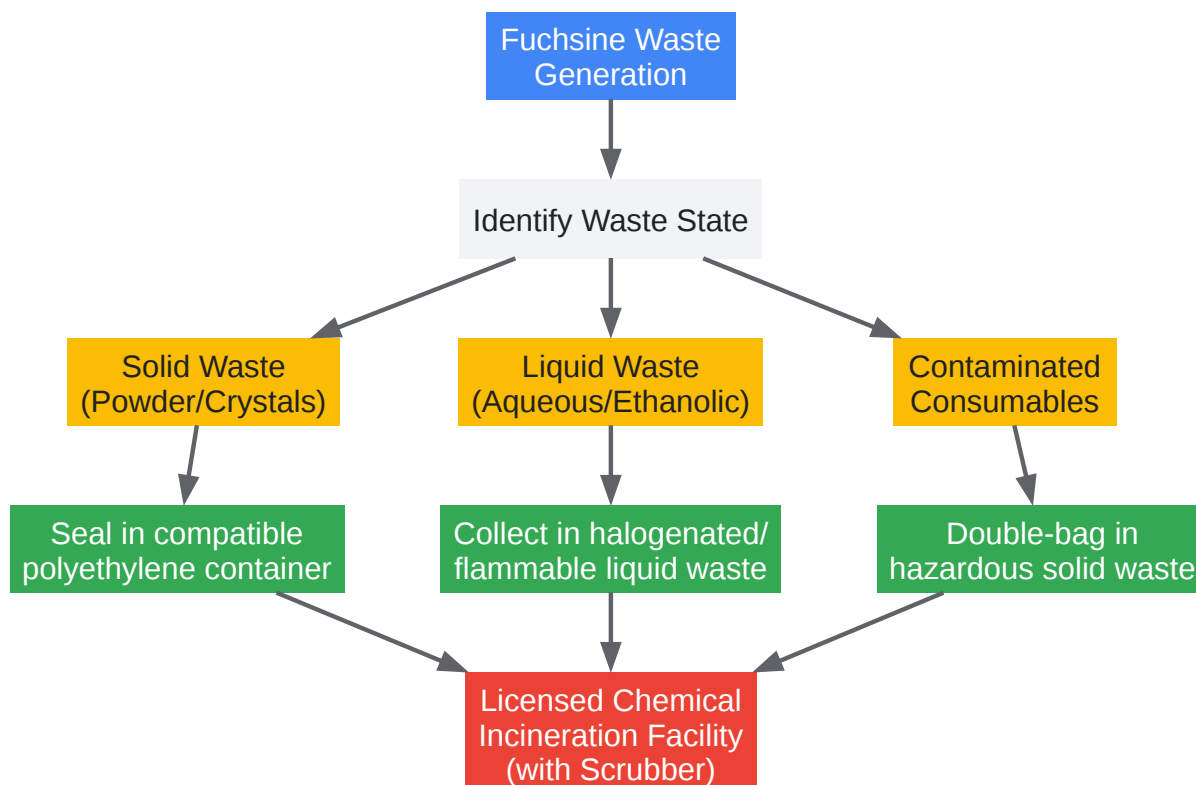 Fuchsine Waste
Generation
Identify Waste State
Solid Waste
(Powder/Crystals)
Liquid Waste
(Aqueous/Ethanolic)
Contaminated
Consumables
Seal in compatible
polyethylene container
Collect in halogenated/
flammable liquid waste
Double-bag in
hazardous solid waste
Licensed Chemical
Incineration Facility
(with Scrubber)